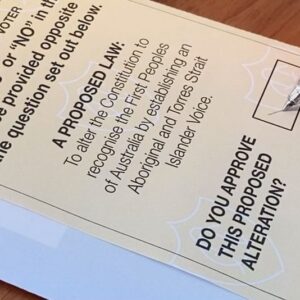 VOTER
or "NO" in th
be provided opposite
the question set out below.
A PROPOSED LAW:
To alter the Constitution to
recognise the First Peoples
of Australia by establishing an
Aboriginal and Torres Strait
Islander Voice.
DO YOU APPROVE
THIS PROPOSED
ALTERATION?